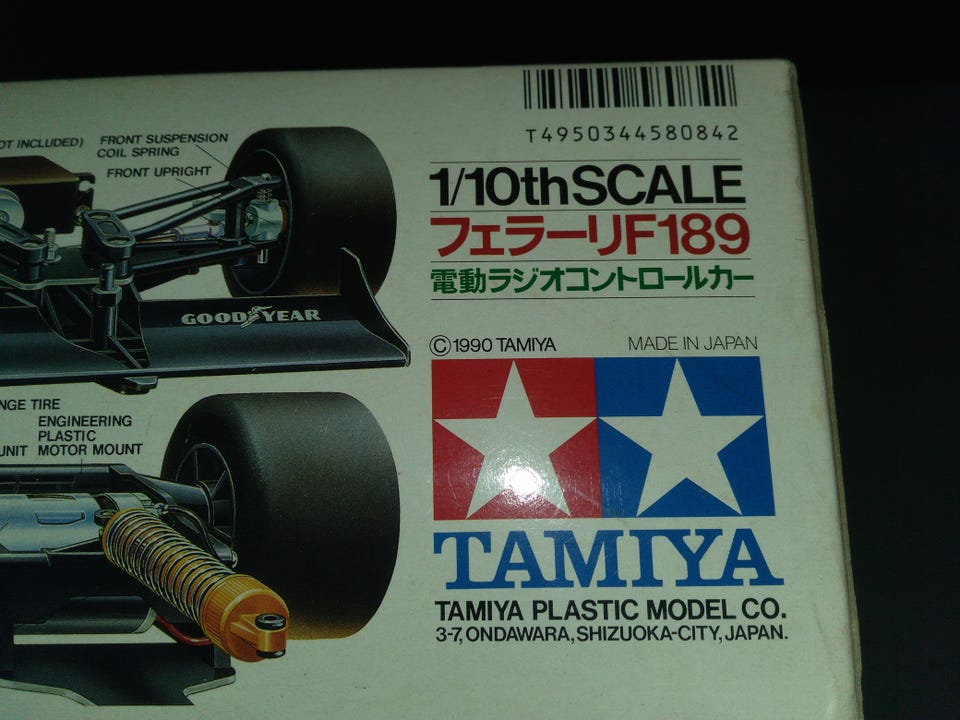 OT INCLUDED)
FRONT SUSPENSION
COIL SPRING
FRONT UPRIGHT
GOODYEAR
NGE TIRE
ENGINEERING
PLASTIC
UNIT MOTOR MOUNT
T4950344580842
1/10thSCALE
フェラーリF189
電動ラジオコントロールカー
©1990 TAMIYA
MADE IN JAPAN
TAMIYA
TAMIYA PLASTIC MODEL CO.
3-7, ONDAWARA, SHIZUOKA-CITY, JAPAN.